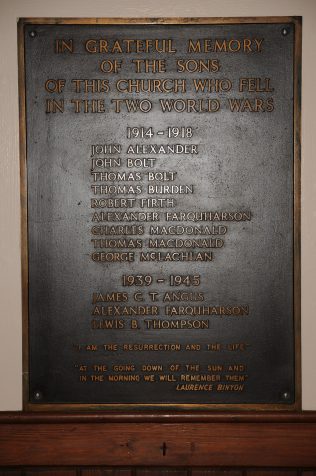 IN GRATEFUL MEMORY
OF THE SONS
OF THIS CHURCH WHO FELL
IN THE TWO WORLD WARS
1914 – 1918
JOHN ALEXANDER
JOHN BOLT
THOMAS BOLT
THOMAS BURDEN
ROBERT FIRTH
ALEXANDER FARQUHARSON
CHARLES MACDONALD
THOMAS MACDONALD
GEORGE McLACHLAN
1939 – 1945
JAMES C. T. ANGUS
ALEXANDER FARQUHARSON
LEWIS B. THOMPSON
"I AM THE RESURRECTION AND THE LIFE"
"AT THE GOING DOWN OF THE SUN AND
IN THE MORNING WE WILL REMEMBER THEM"
LAURENCE BINYON